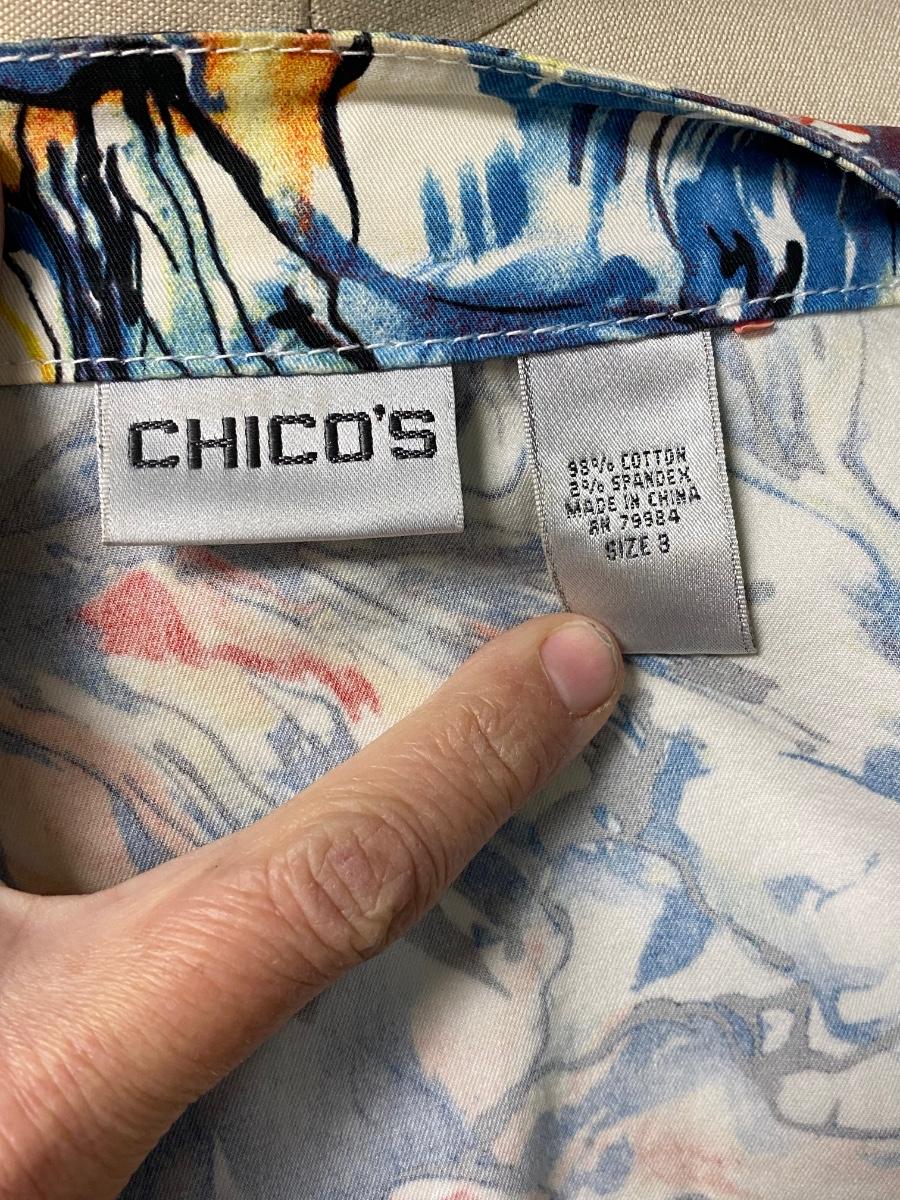 CHICO'S
98% COTTON
2% SPANDEX
MADE IN CHINA
RN 79984
SIZE 3